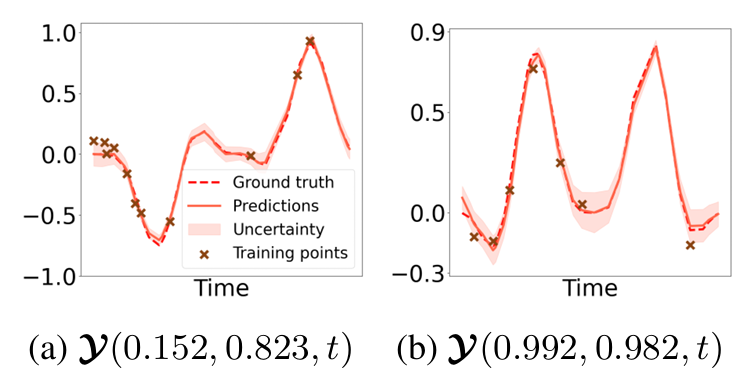 1.0
0.5
0.0
−0.5
−1.0
Ground truth
Predictions
Uncertainty
Training points
Time
0.9
0.5
0.0
−0.3
Time
(a) 𝓨(0.152, 0.823, t)
(b) 𝓨(0.992, 0.982, t)